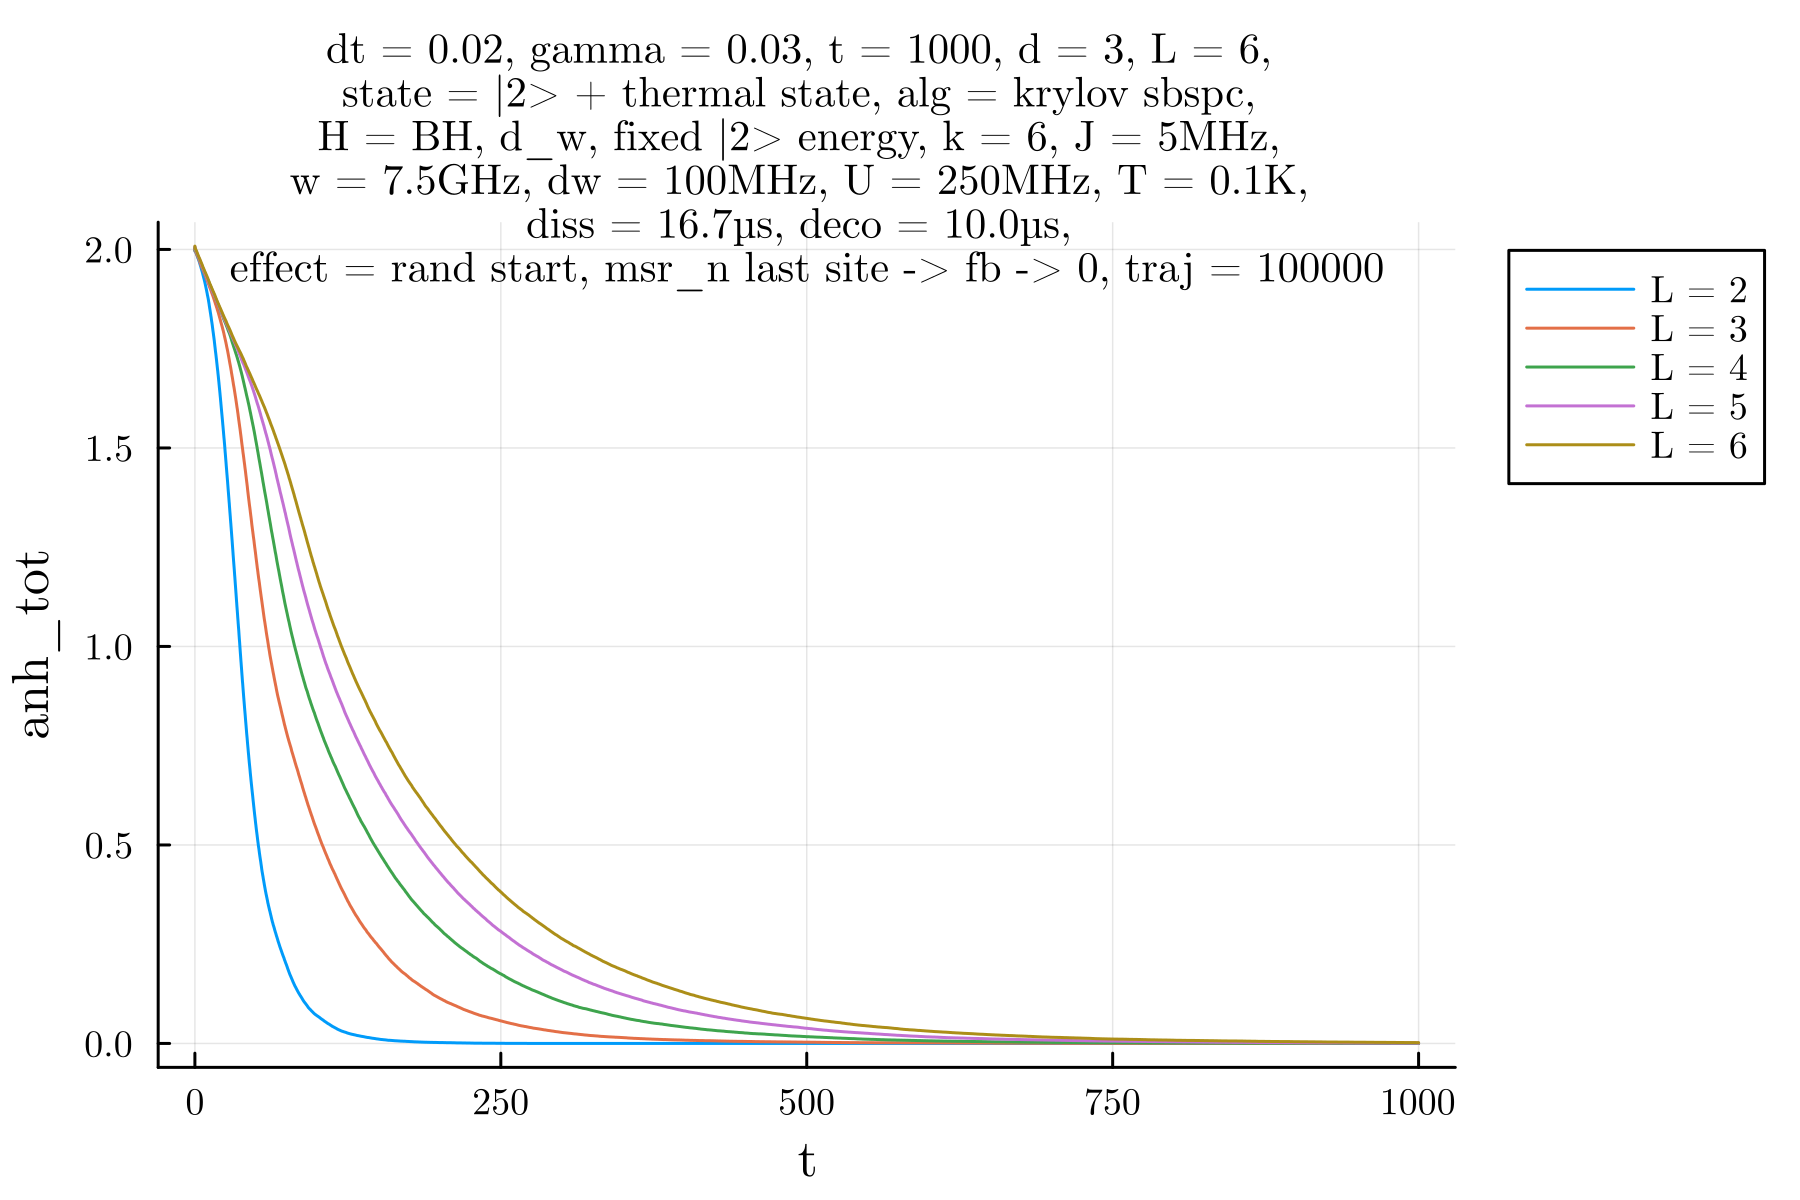 dt = 0.02, gamma = 0.03, t = 1000, d = 3, L = 6,
state = |2> + thermal state, alg = krylov sbspc,
H = BH, d_w, fixed |2> energy, k = 6, J = 5MHz,
w = 7.5GHz, dw = 100MHz, U = 250MHz, T = 0.1K,
diss = 16.7µs, deco = 10.0µs,
effect = rand start, msr_n last site -> fb -> 0, traj = 100000
L = 2
L = 3
L = 4
L = 5
L = 6
anh_tot
2.0
1.5
1.0
0.5
0.0
0
250
500
750
1000
t